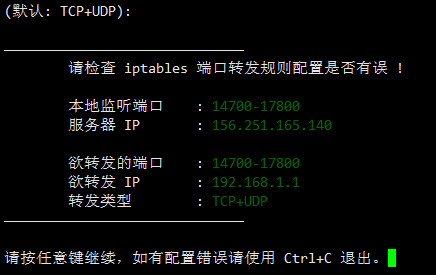 (默认: TCP+UDP):
请检查 iptables 端口转发规则配置是否有误 !
本地监听端口 : 14700-17800
服务器 IP : 156.251.165.140
欲转发的端口 : 14700-17800
欲转发 IP : 192.168.1.1
转发类型 : TCP+UDP
请按任意键继续，如有配置错误请使用 Ctrl+C 退出。